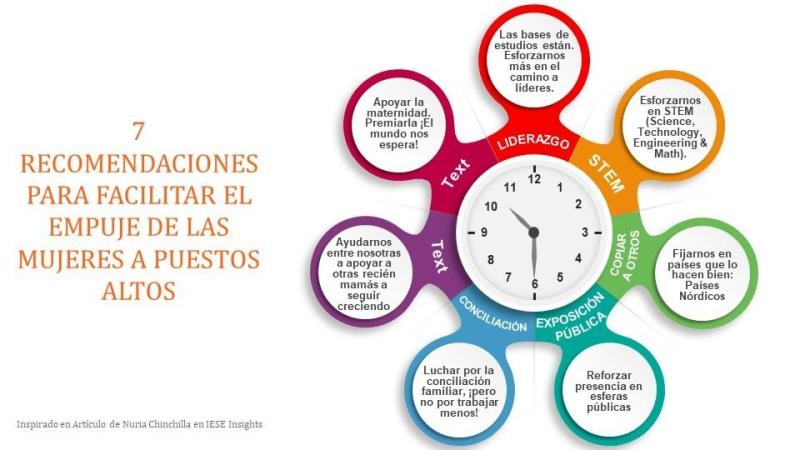 7
RECOMENDACIONES
PARA FACILITAR EL
EMPUJE DE LAS
MUJERES A PUESTOS
ALTOS
Inspirado en Artículo de Nuria Chinchilla en IESE Insights
Las bases de
estudios están.
Esforzarnos
más en el
camino a
líderes.
LIDERAZGO
Esforzarnos
en STEM
(Science,
Technology,
Engineering &
Math).
STEM
Fijarnos en
países que lo
hacen bien:
Países
Nórdicos
COPIAR
A OTROS
Reforzar
presencia en
esferas
públicas
EXPOSICIÓN
PÚBLICA
Luchar por la
conciliación
familiar, ¡pero
no por trabajar
menos!
CONCILIACIÓN
Ayudarnos
entre nosotras
a apoyar a
otras recién
mamás a
seguir
creciendo
Text
Apoyar la
maternidad.
Premiarla ¡El
mundo nos
espera!
Text
12
1
2
3
4
5
6
7
8
9
10
11